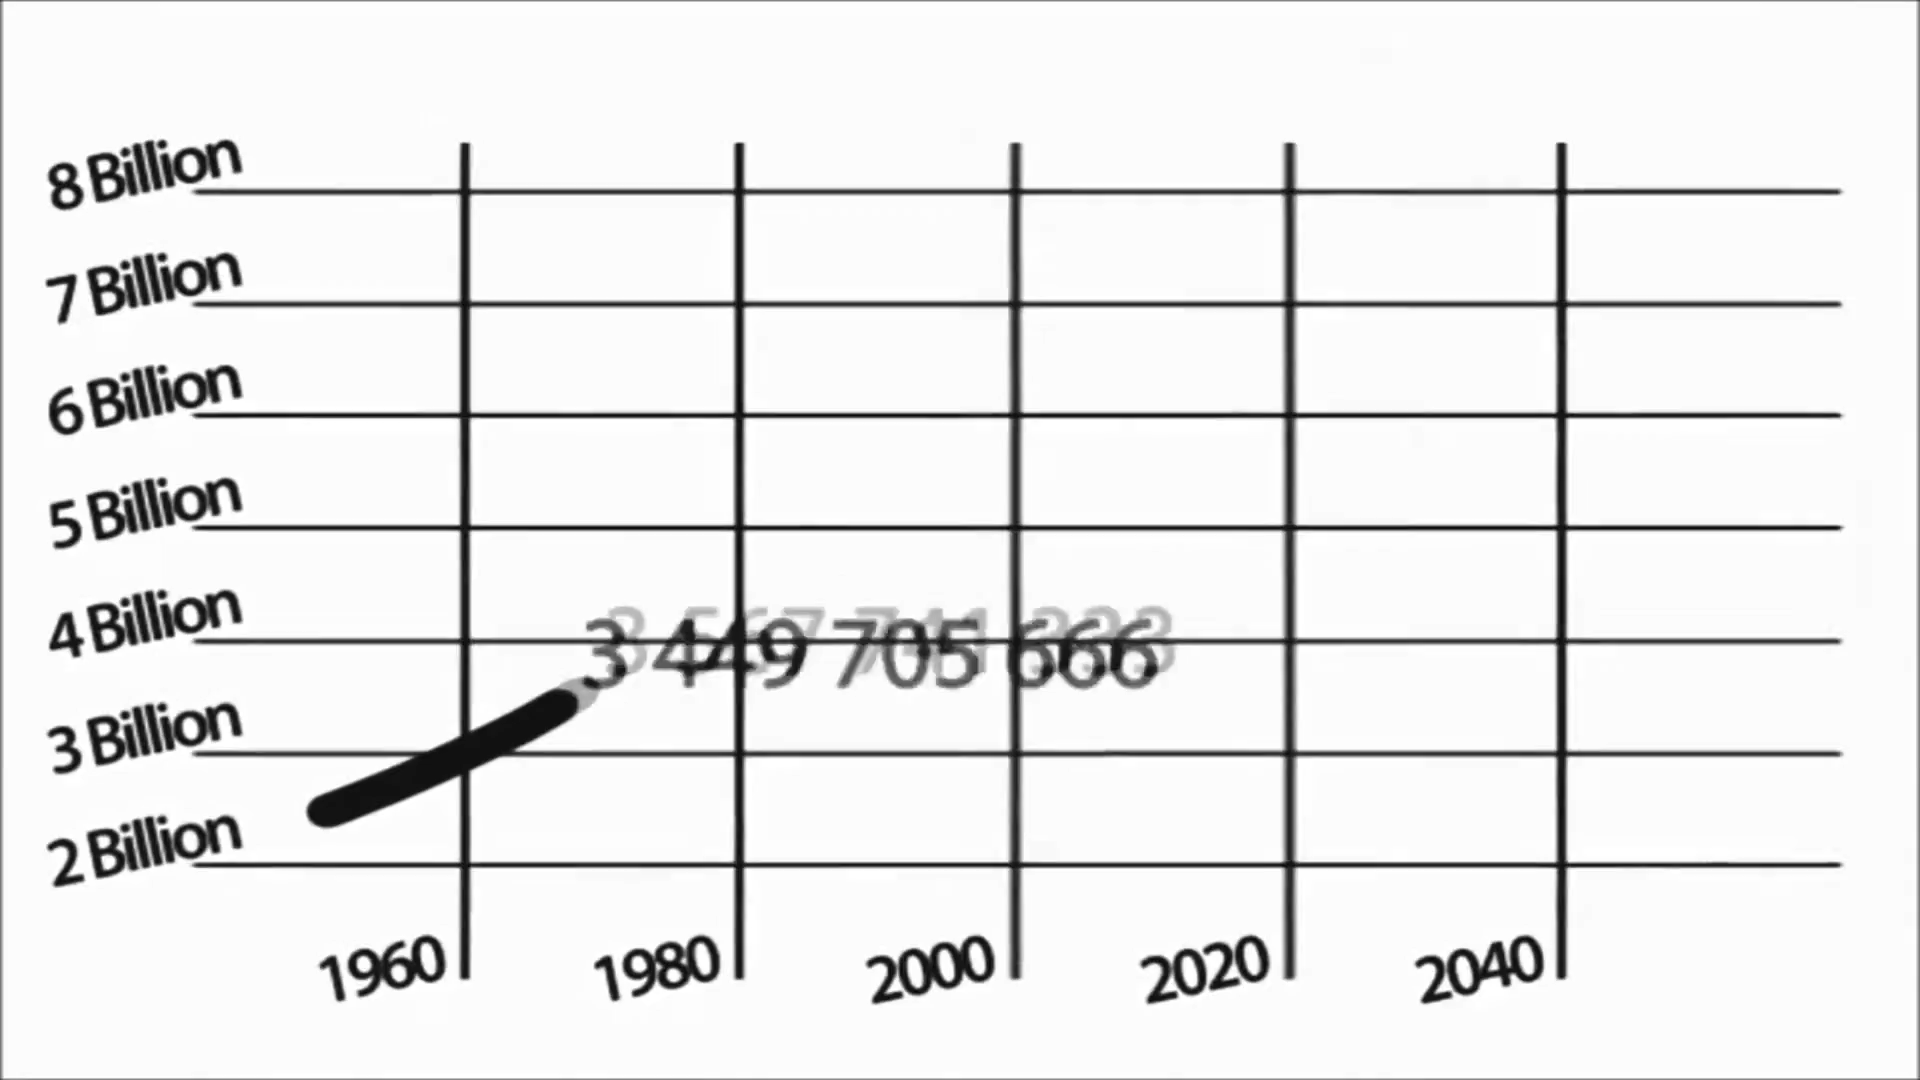 8 Billion
7 Billion
6 Billion
5 Billion
4 Billion
3 449 705 666
3 Billion
2 Billion
1960 1980 2000 2020 2040